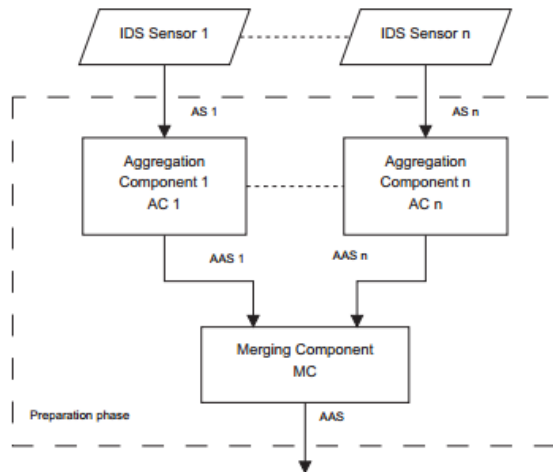 IDS Sensor 1
IDS Sensor n
AS 1
AS n
Aggregation
Component 1
AC 1
Aggregation
Component n
AC n
AAS 1
AAS n
Merging Component
MC
Preparation phase
AAS